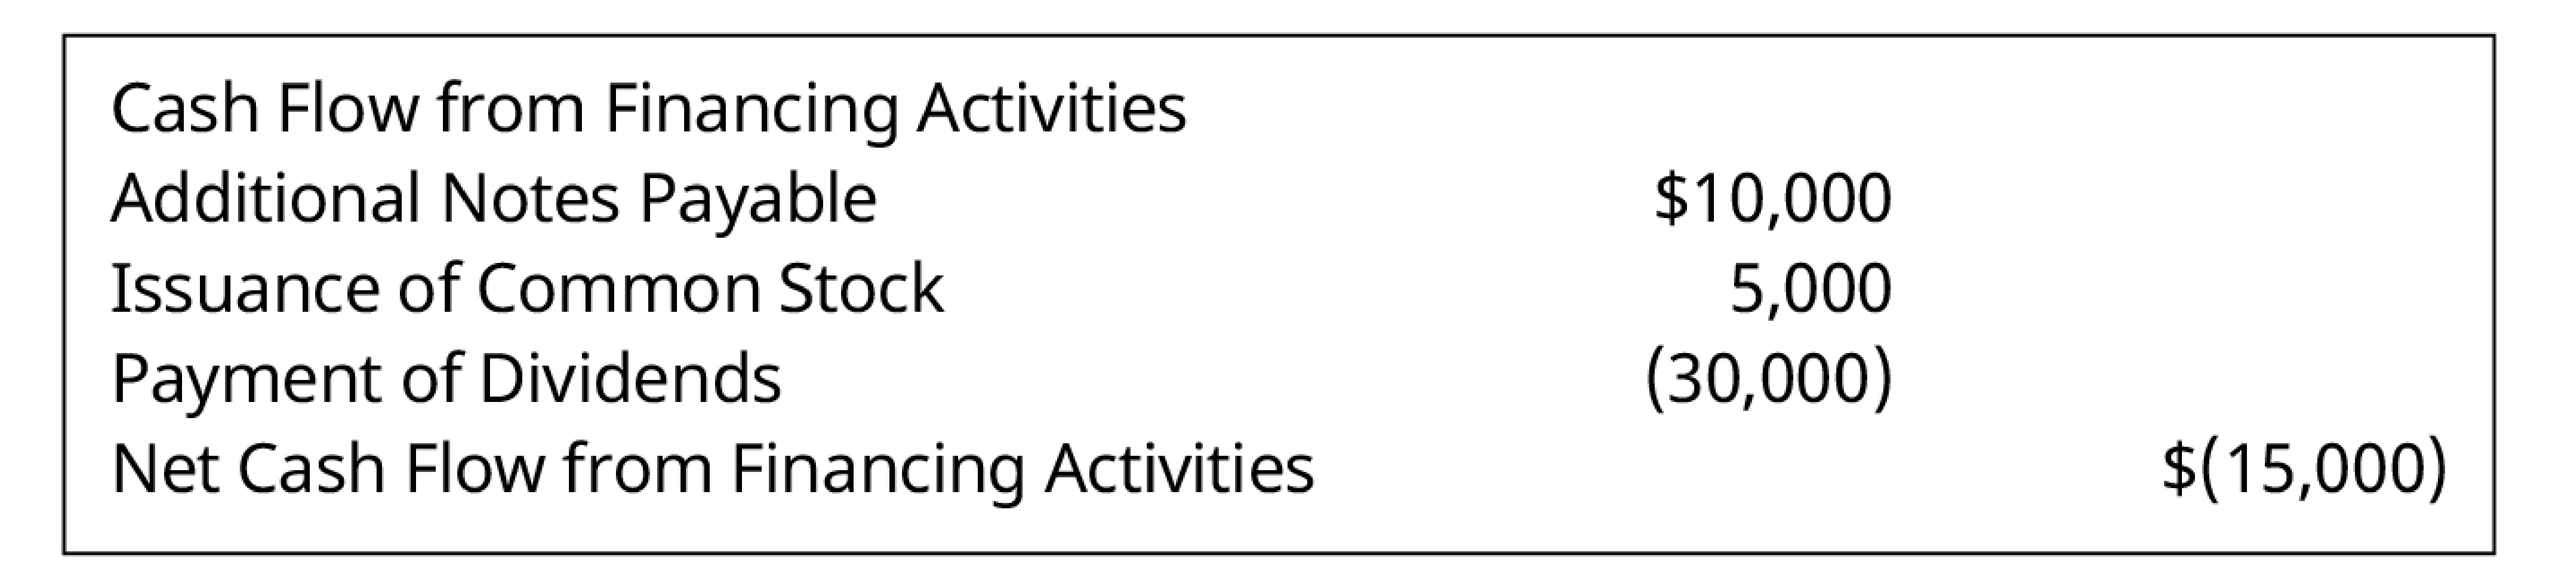 Cash Flow from Financing Activities
Additional Notes Payable $10,000
Issuance of Common Stock 5,000
Payment of Dividends (30,000)
Net Cash Flow from Financing Activities $(15,000)